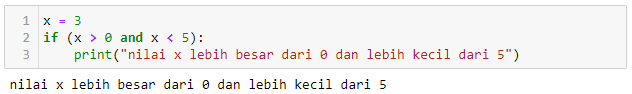 1 x = 3
2 if (x > 0 and x < 5):
3     print("nilai x lebih besar dari 0 dan lebih kecil dari 5")
nilai x lebih besar dari 0 dan lebih kecil dari 5